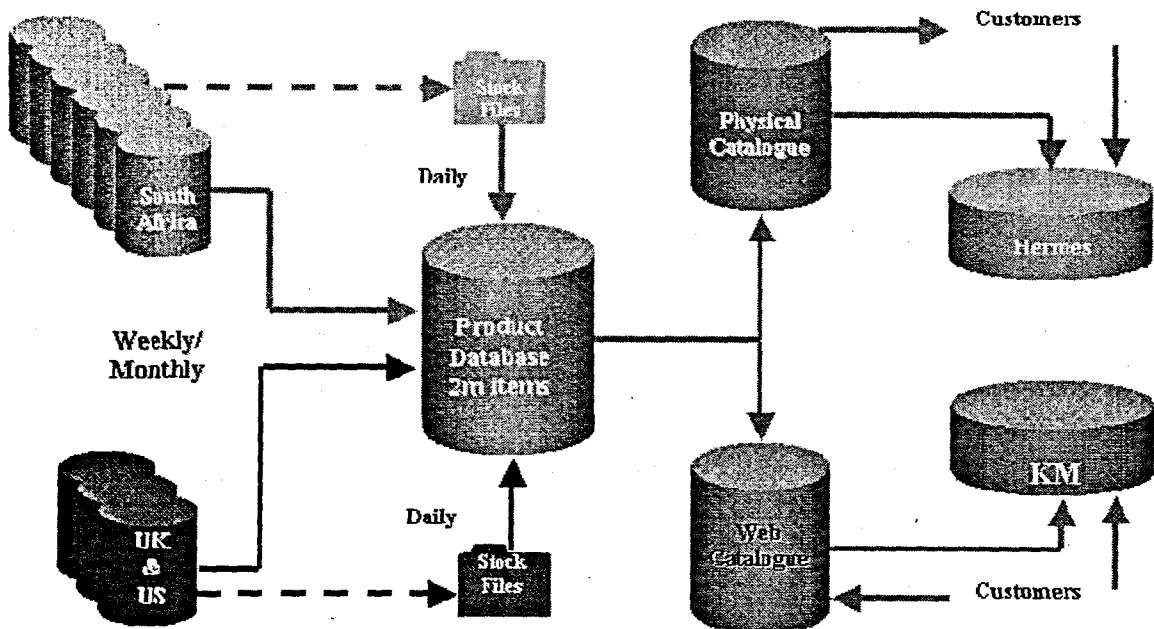 Customers
Stock
Files
Physical
Catalogue
South
Africa
Daily
Hermes
Product
Database
2m items
Weekly/
Monthly
KM
Daily
UK
&
US
Stock
Files
Web
Catalogue
Customers